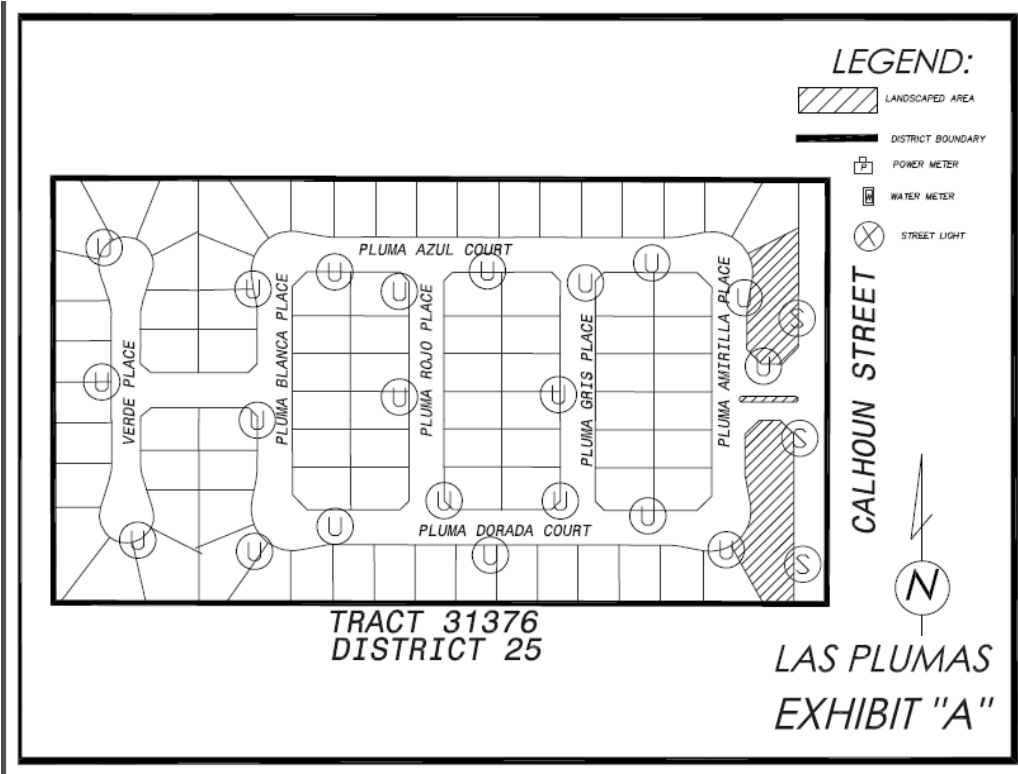 LEGEND:
LANDSCAPED AREA
DISTRICT BOUNDARY
P
POWER METER
W
WATER METER
STREET LIGHT
PLUMA AZUL COURT
VERDE PLACE
PLUMA BLANCA PLACE
PLUMA ROJO PLACE
PLUMA GRIS PLACE
PLUMA AMIRILLA PLACE
CALHOUN STREET
U
U
U
U
U
U
U
U
S
U
U
U
U
U
S
U
U
U
U
PLUMA DORADA COURT
U
U
U
U
S
N
TRACT 31376
DISTRICT 25
LAS PLUMAS
EXHIBIT "A"